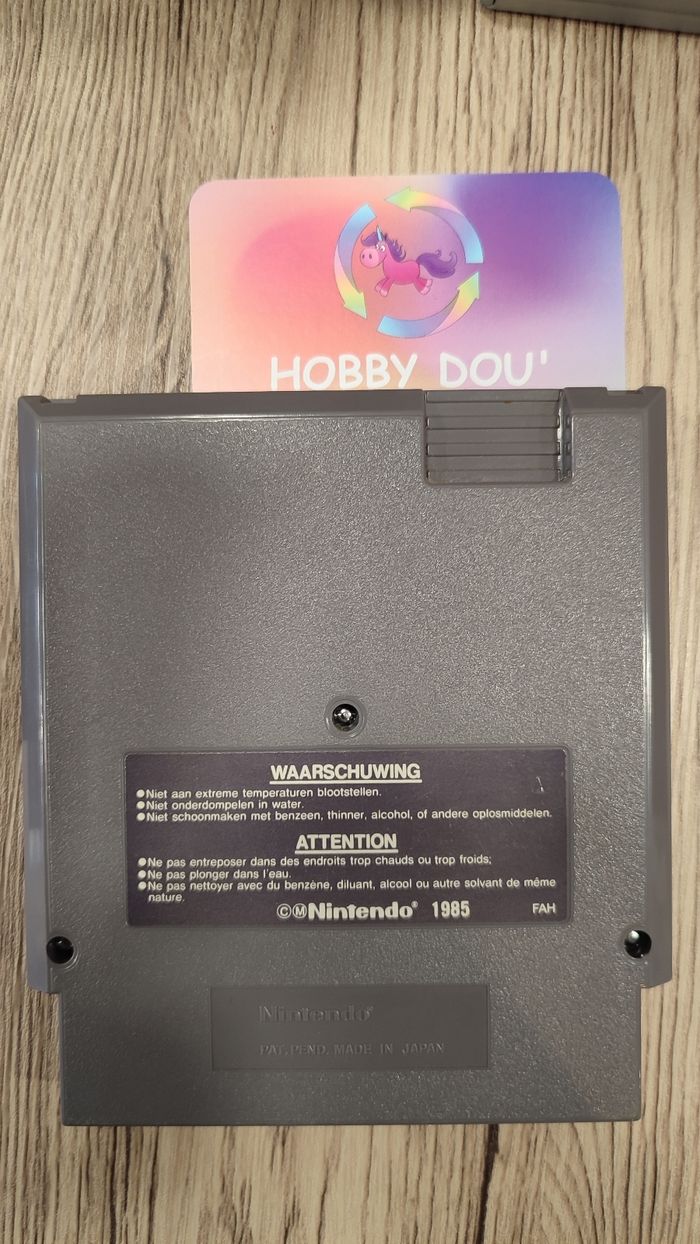 HOBBY DOU'
WAARSCHUWING
●Niet aan extreme temperaturen blootstellen.
●Niet onderdompelen in water.
●Niet schoonmaken met benzeen, thinner, alcohol, of andere oplosmiddelen.
ATTENTION
●Ne pas entreposer dans des endroits trop chauds ou trop froids;
●Ne pas plonger dans l'eau.
●Ne pas nettoyer avec du benzène, diluant, alcool ou autre solvant de même
nature.
©ⓂNintendo® 1985 FAH
Nintendo®
PAT. PEND. MADE IN JAPAN